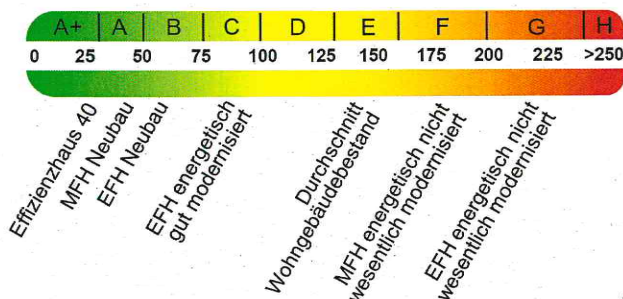 A+ A B C D E F G H
0 25 50 75 100 125 150 175 200 225 >250
Effizienzhaus 40
MFH Neubau
EFH Neubau
EFH energetisch
gut modernisiert
Durchschnitt
Wohngebäudebestand
MFH energetisch nicht
wesentlich modernisiert
EFH energetisch nicht
wesentlich modernisiert